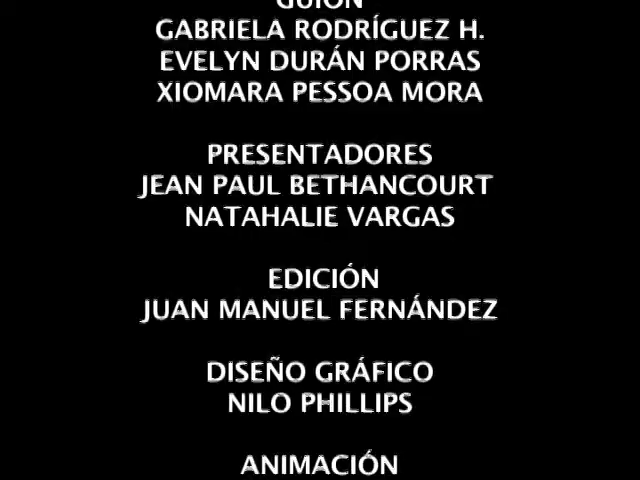 GUIÓN
GABRIELA RODRÍGUEZ H.
EVELYN DURÁN PORRAS
XIOMARA PESSOA MORA
PRESENTADORES
JEAN PAUL BETHANCOURT
NATAHALIE VARGAS
EDICIÓN
JUAN MANUEL FERNÁNDEZ
DISEÑO GRÁFICO
NILO PHILLIPS
ANIMACIÓN